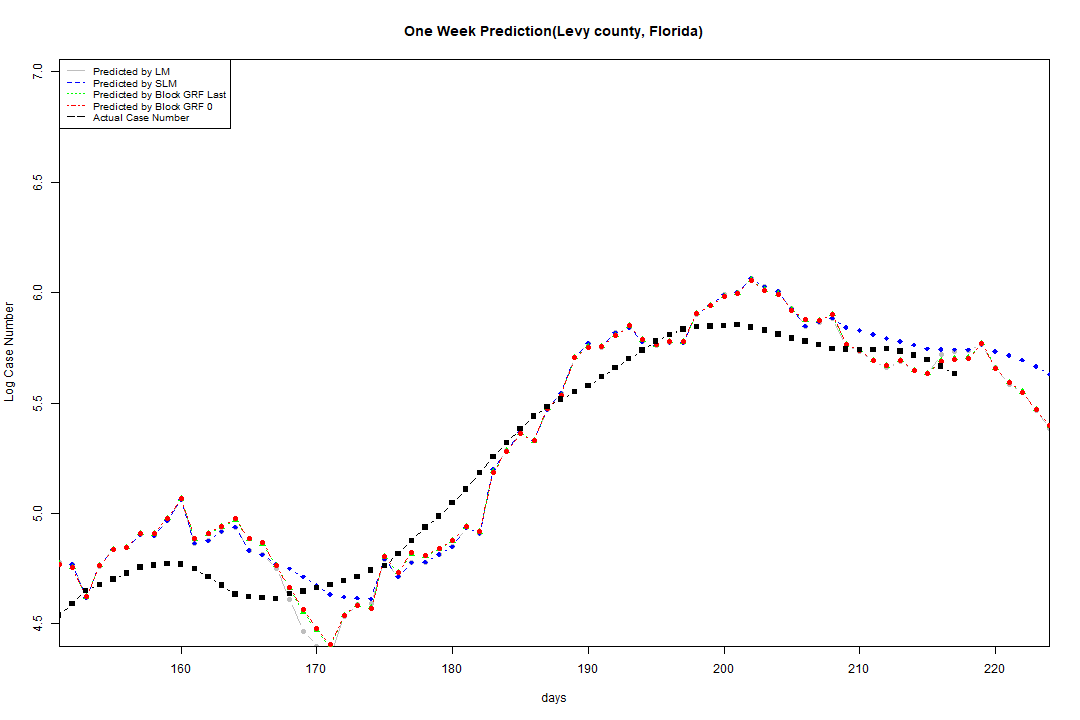 One Week Prediction(Levy county, Florida)
Predicted by LM
Predicted by SLM
Predicted by Block GRF Last
Predicted by Block GRF 0
Actual Case Number
7.0
6.5
6.0
5.5
5.0
4.5
Log Case Number
160 170 180 190 200 210 220
days